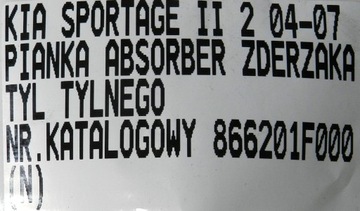 KIA SPORTAGE II 2 04-07
PIANKA ABSORBER ZDERZAKA
TYL TYLNEGO
NR.KATALOGOWY 866201F000
(N)